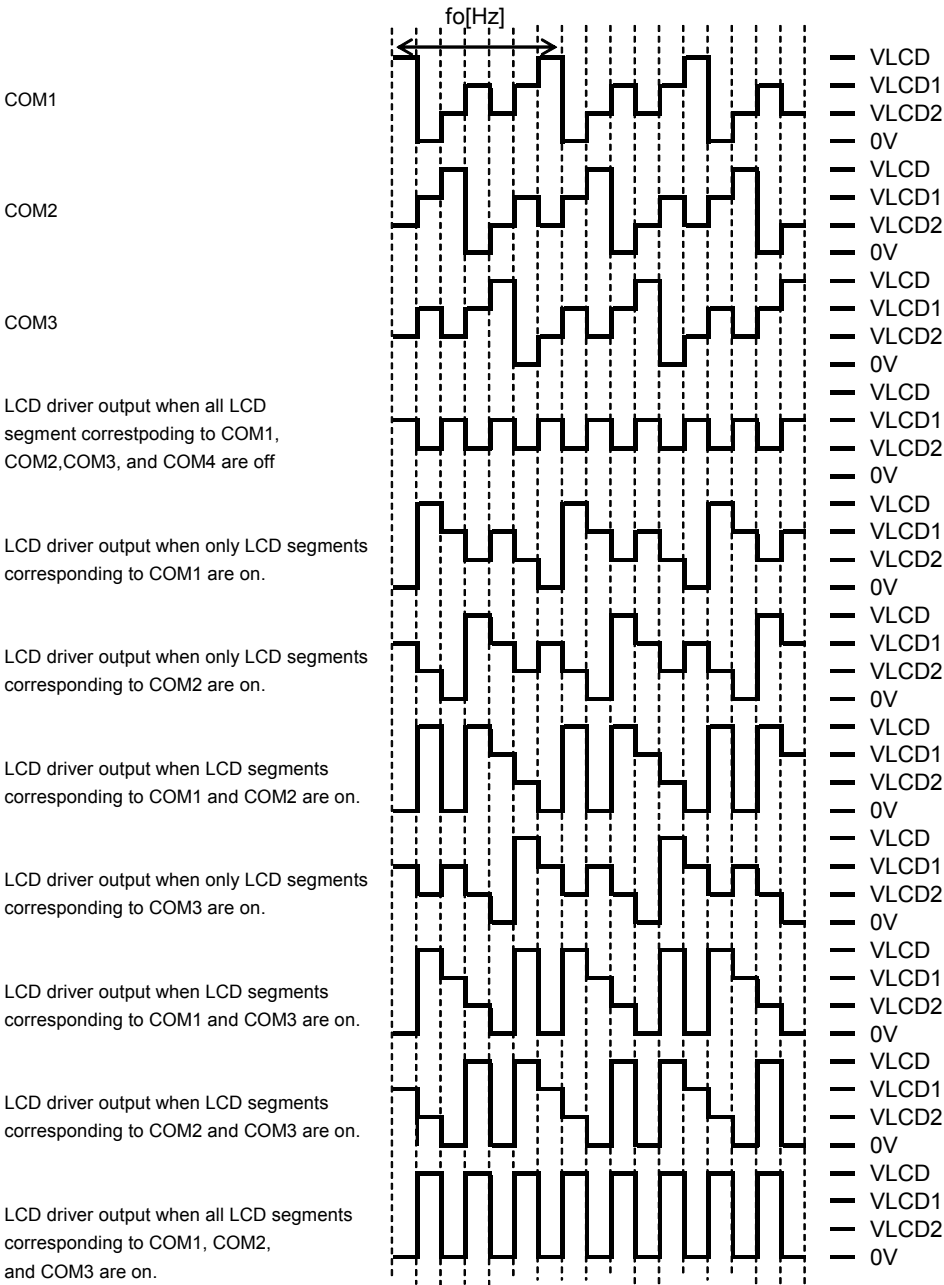 fo[Hz]
VLCD
VLCD1
COM1
VLCD2
0V
VLCD
VLCD1
COM2
VLCD2
0V
VLCD
VLCD1
COM3
VLCD2
0V
VLCD
LCD driver output when all LCD
VLCD1
segment correstpoding to COM1,
VLCD2
COM2,COM3, and COM4 are off
0V
VLCD
VLCD1
LCD driver output when only LCD segments
VLCD2
corresponding to COM1 are on.
0V
VLCD
VLCD1
LCD driver output when only LCD segments
VLCD2
corresponding to COM2 are on.
0V
VLCD
VLCD1
LCD driver output when LCD segments
VLCD2
corresponding to COM1 and COM2 are on.
0V
VLCD
VLCD1
LCD driver output when only LCD segments
VLCD2
corresponding to COM3 are on.
0V
VLCD
VLCD1
LCD driver output when LCD segments
VLCD2
corresponding to COM1 and COM3 are on.
0V
VLCD
VLCD1
LCD driver output when LCD segments
VLCD2
corresponding to COM2 and COM3 are on.
0V
VLCD
VLCD1
LCD driver output when all LCD segments
VLCD2
corresponding to COM1, COM2,
0V
and COM3 are on.